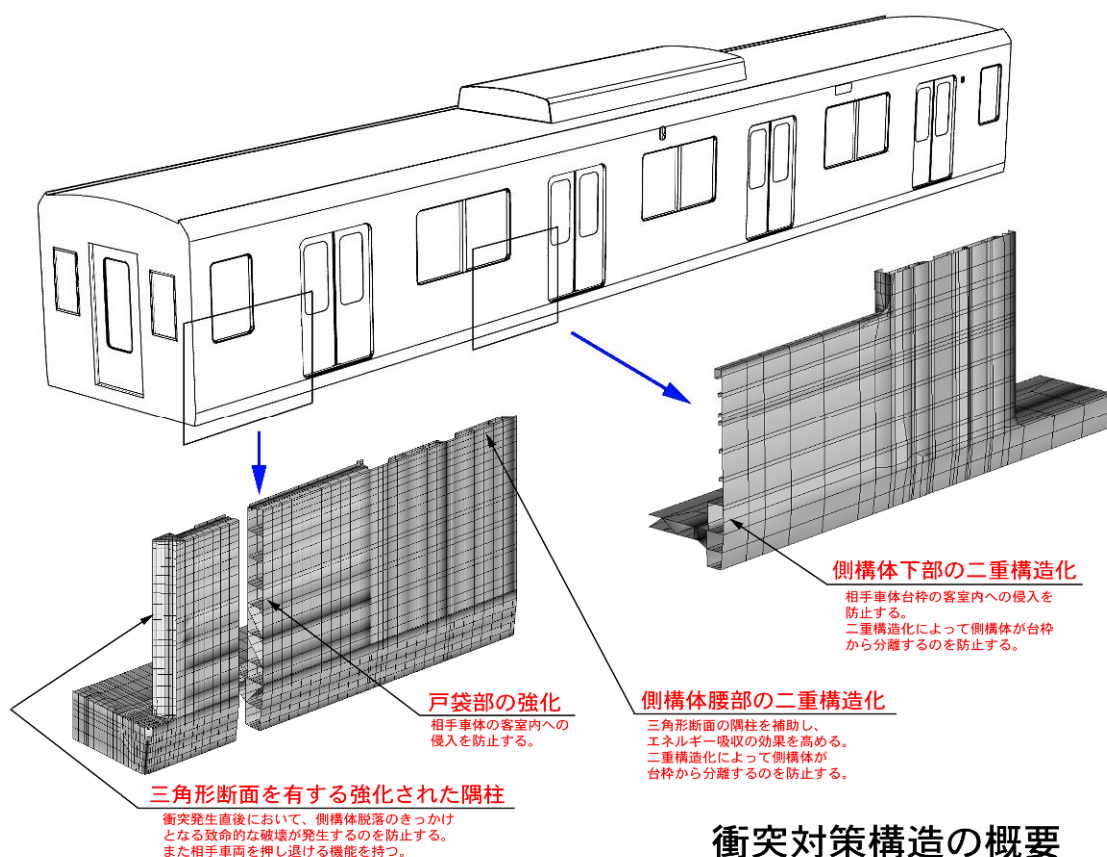 側構体下部の二重構造化
相手車体台枠の客室内への侵入を
防止する。
二重構造化によって側構体が台枠
から分離するのを防止する。
戸袋部の強化
相手車体の客室内への
侵入を防止する。
側構体腰部の二重構造化
三角形断面の隅柱を補助し、
エネルギー吸収の効果を高める。
二重構造化によって側構体が
台枠から分離するのを防止する。
三角形断面を有する強化された隅柱
衝突発生直後において、側構体脱落のきっかけ
となる致命的な破壊が発生するのを防止する。
また相手車両を押し退ける機能を持つ。
衝突対策構造の概要